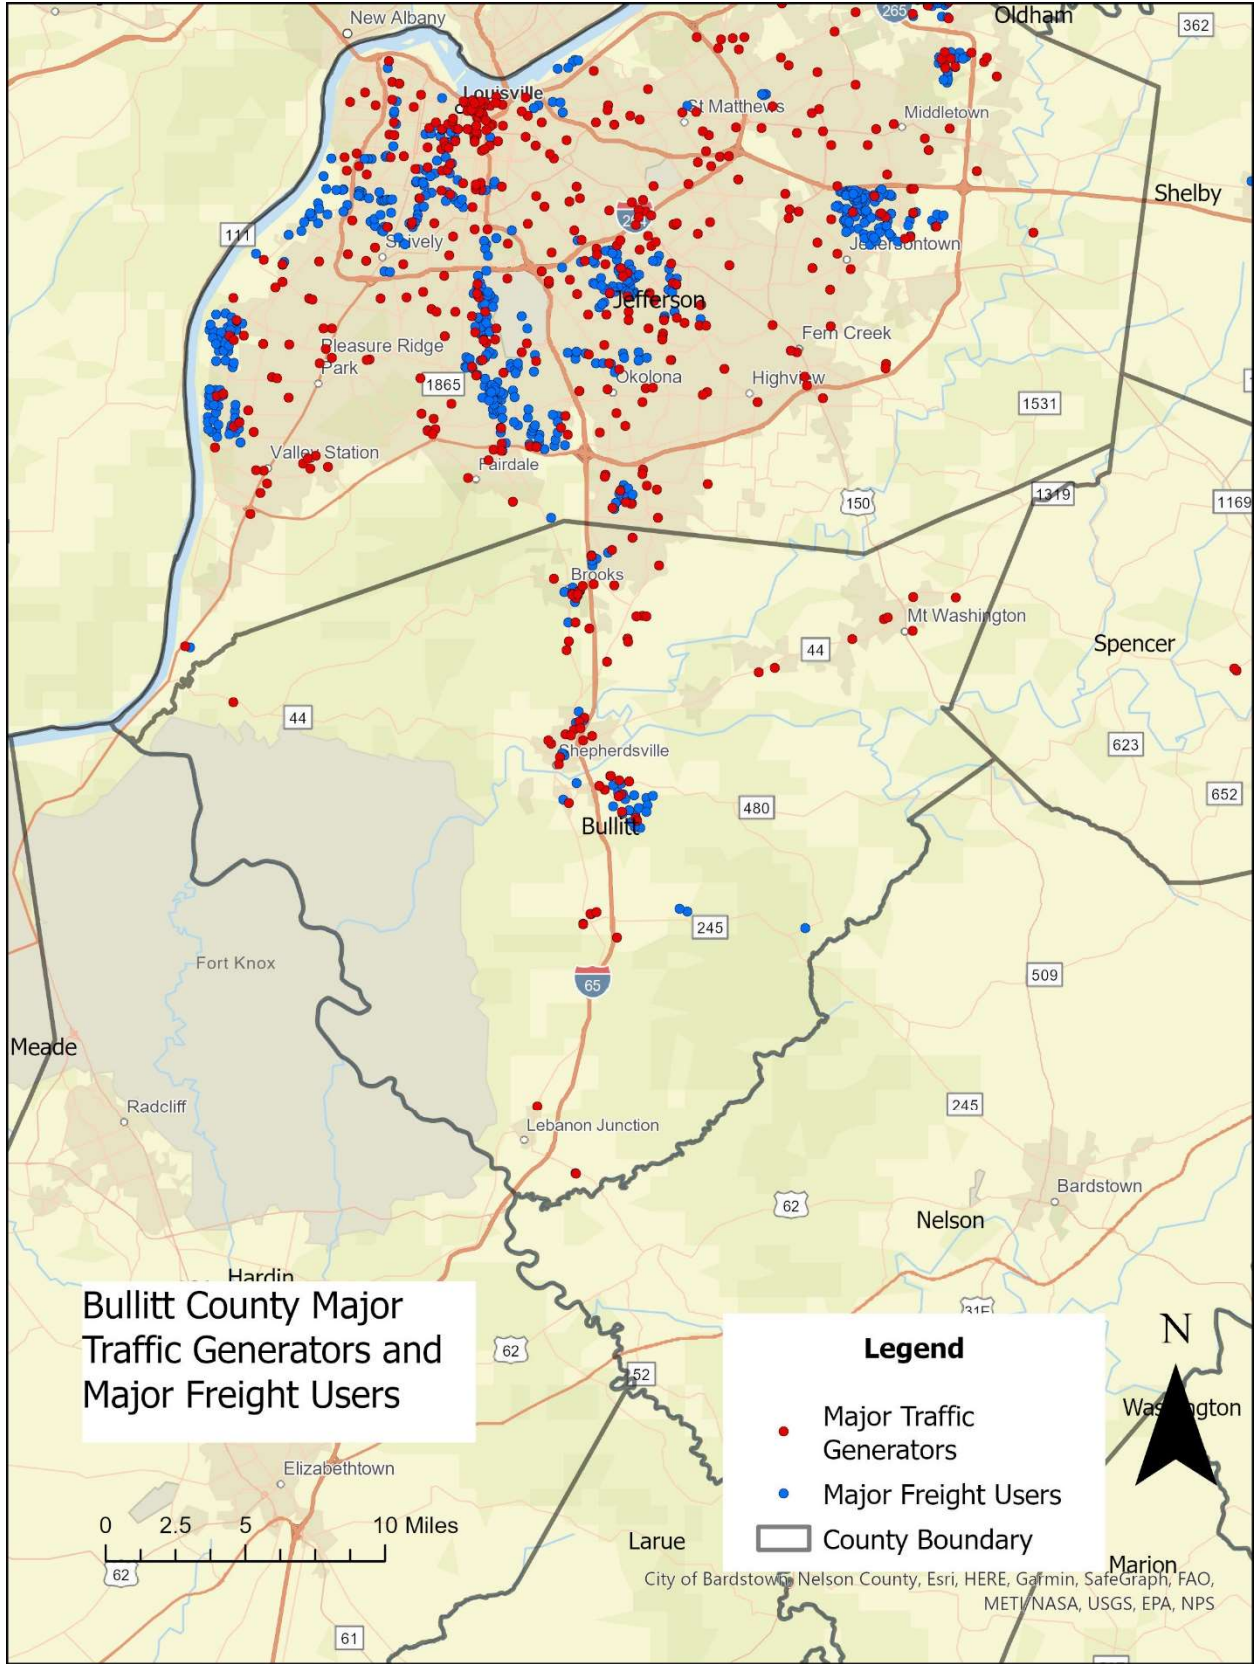 New Albany
265
Oldham
362
Louisville
St Matthews
Middletown
Shelby
111
Shively
Jeffersontown
Jefferson
Fern Creek
Pleasure Ridge
Park
1865
Okolona
Highview
1531
Valley Station
Fairdale
150
1319
1169
Brooks
Mt Washington
44
Spencer
44
Shepherdsville
623
480
652
Bullitt
245
Fort Knox
65
509
Meade
Radcliff
245
Lebanon Junction
Bardstown
62
Nelson
Hardin
31E
Bullitt County Major
Traffic Generators and
Major Freight Users
62
52
N
Legend
Washington
Major Traffic
Generators
Major Freight Users
County Boundary
Elizabethtown
0 2.5 5 10 Miles
62
Larue
Marion
City of Bardstown, Nelson County, Esri, HERE, Garmin, SafeGraph, FAO,
METI/NASA, USGS, EPA, NPS
61